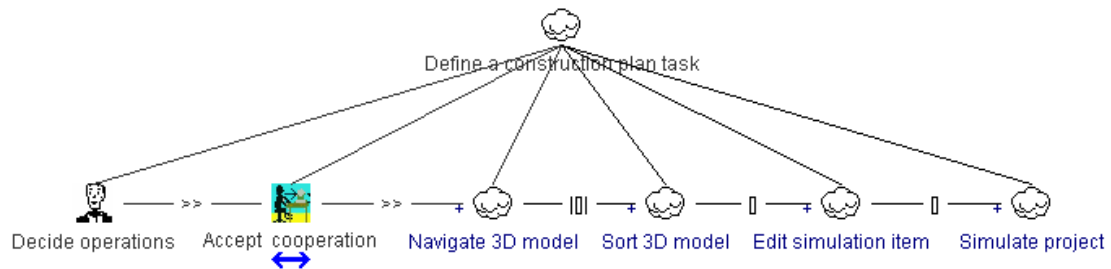 Define a construction plan task
>> >> + |[]| + [] + [] +
Decide operations Accept cooperation Navigate 3D model Sort 3D model Edit simulation item Simulate project